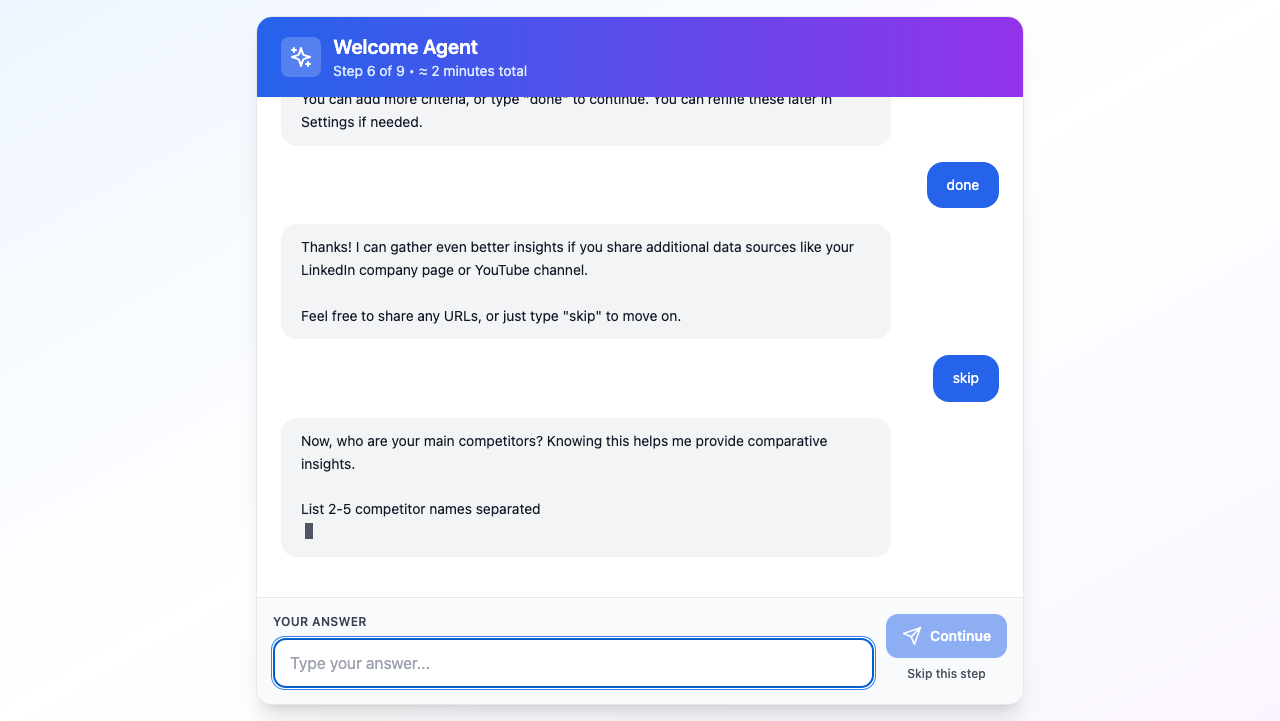 Welcome Agent
Step 6 of 9 • ≈ 2 minutes total
You can add more criteria, or type "done" to continue. You can refine these later in
Settings if needed.
done
Thanks! I can gather even better insights if you share additional data sources like your
LinkedIn company page or YouTube channel.
Feel free to share any URLs, or just type "skip" to move on.
skip
Now, who are your main competitors? Knowing this helps me provide comparative
insights.
List 2-5 competitor names separated
YOUR ANSWER
Type your answer...
Continue
Skip this step